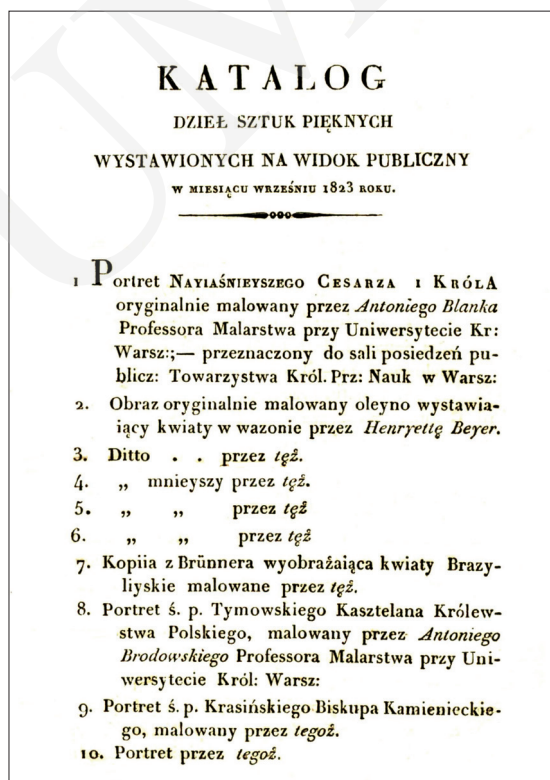 KATALOG
DZIEŁ SZTUK PIĘKNYCH
WYSTAWIONYCH NA WIDOK PUBLICZNY
W MIESIĄCU WRZEŚNIU 1823 ROKU.
1 Portret NAYIAŚNIEYSZEGO CESARZA I KRÓLA
oryginalnie malowany przez Antoniego Blanka
Professora Malarstwa przy Uniwersytecie Kr:
Warsz:;— przeznaczony do sali posiedzeń pu-
blicz: Towarzystwa Król. Prz: Nauk w Warsz:
2. Obraz oryginalnie malowany oleyno wystawia-
iący kwiaty w wazonie przez Henryettę Beyer.
3. Ditto . . przez tęż.
4. „ mnieyszy przez tęż.
5. „ „ przez tęż
6. „ „ przez tęż
7. Kopiia z Brünnera wyobrażaiąca kwiaty Brazy-
liyskie malowane przez tęż.
8. Portret ś. p. Tymowskiego Kasztelana Królew-
stwa Polskiego, malowany przez Antoniego
Brodowskiego Professora Malarstwa przy Uni-
wersytecie Król: Warsz:
9. Portret ś. p. Krasińskiego Biskupa Kamienieckie-
go, malowany przez tegoż.
10. Portret przez tegoż.